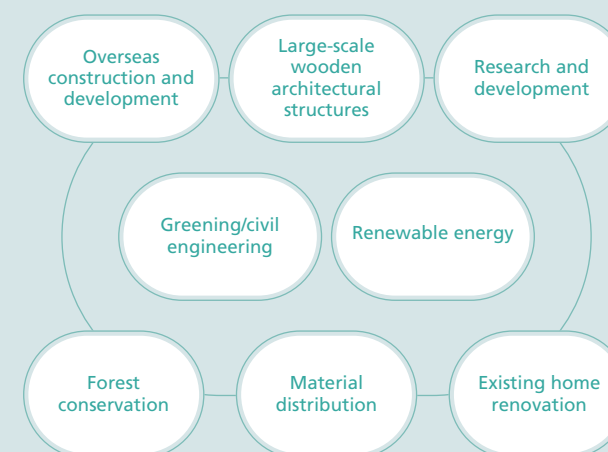 Overseas
construction and
development
Large-scale
wooden
architectural
structures
Research and
development
Greening/civil
engineering
Renewable energy
Forest
conservation
Material
distribution
Existing home
renovation